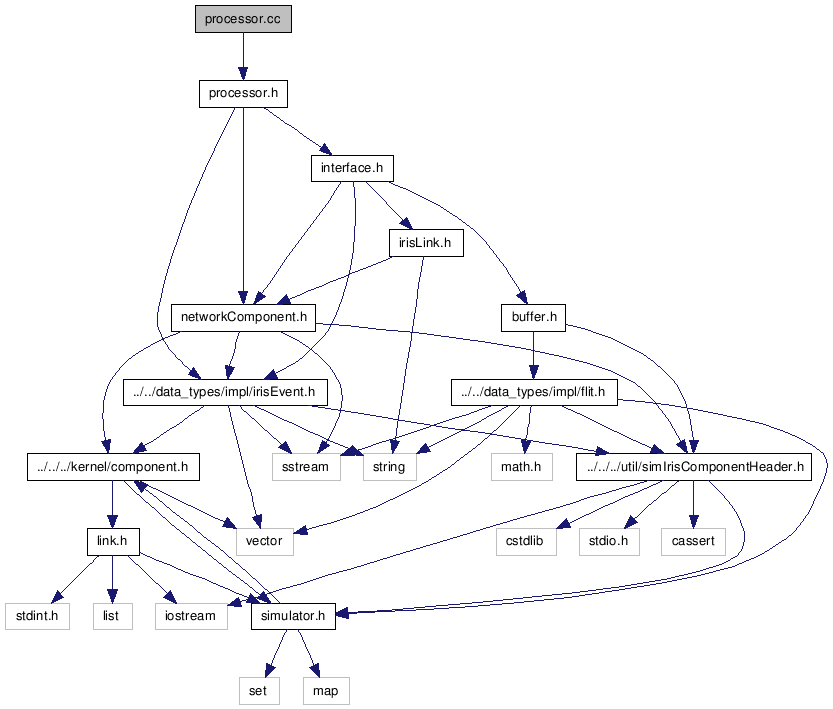 processor.cc
processor.h
interface.h
irisLink.h
networkComponent.h
buffer.h
../../data_types/impl/irisEvent.h
../../data_types/impl/flit.h
../../../kernel/component.h
sstream
string
math.h
../../../util/simIrisComponentHeader.h
link.h
vector
cstdlib
stdio.h
cassert
stdint.h
list
iostream
simulator.h
set
map